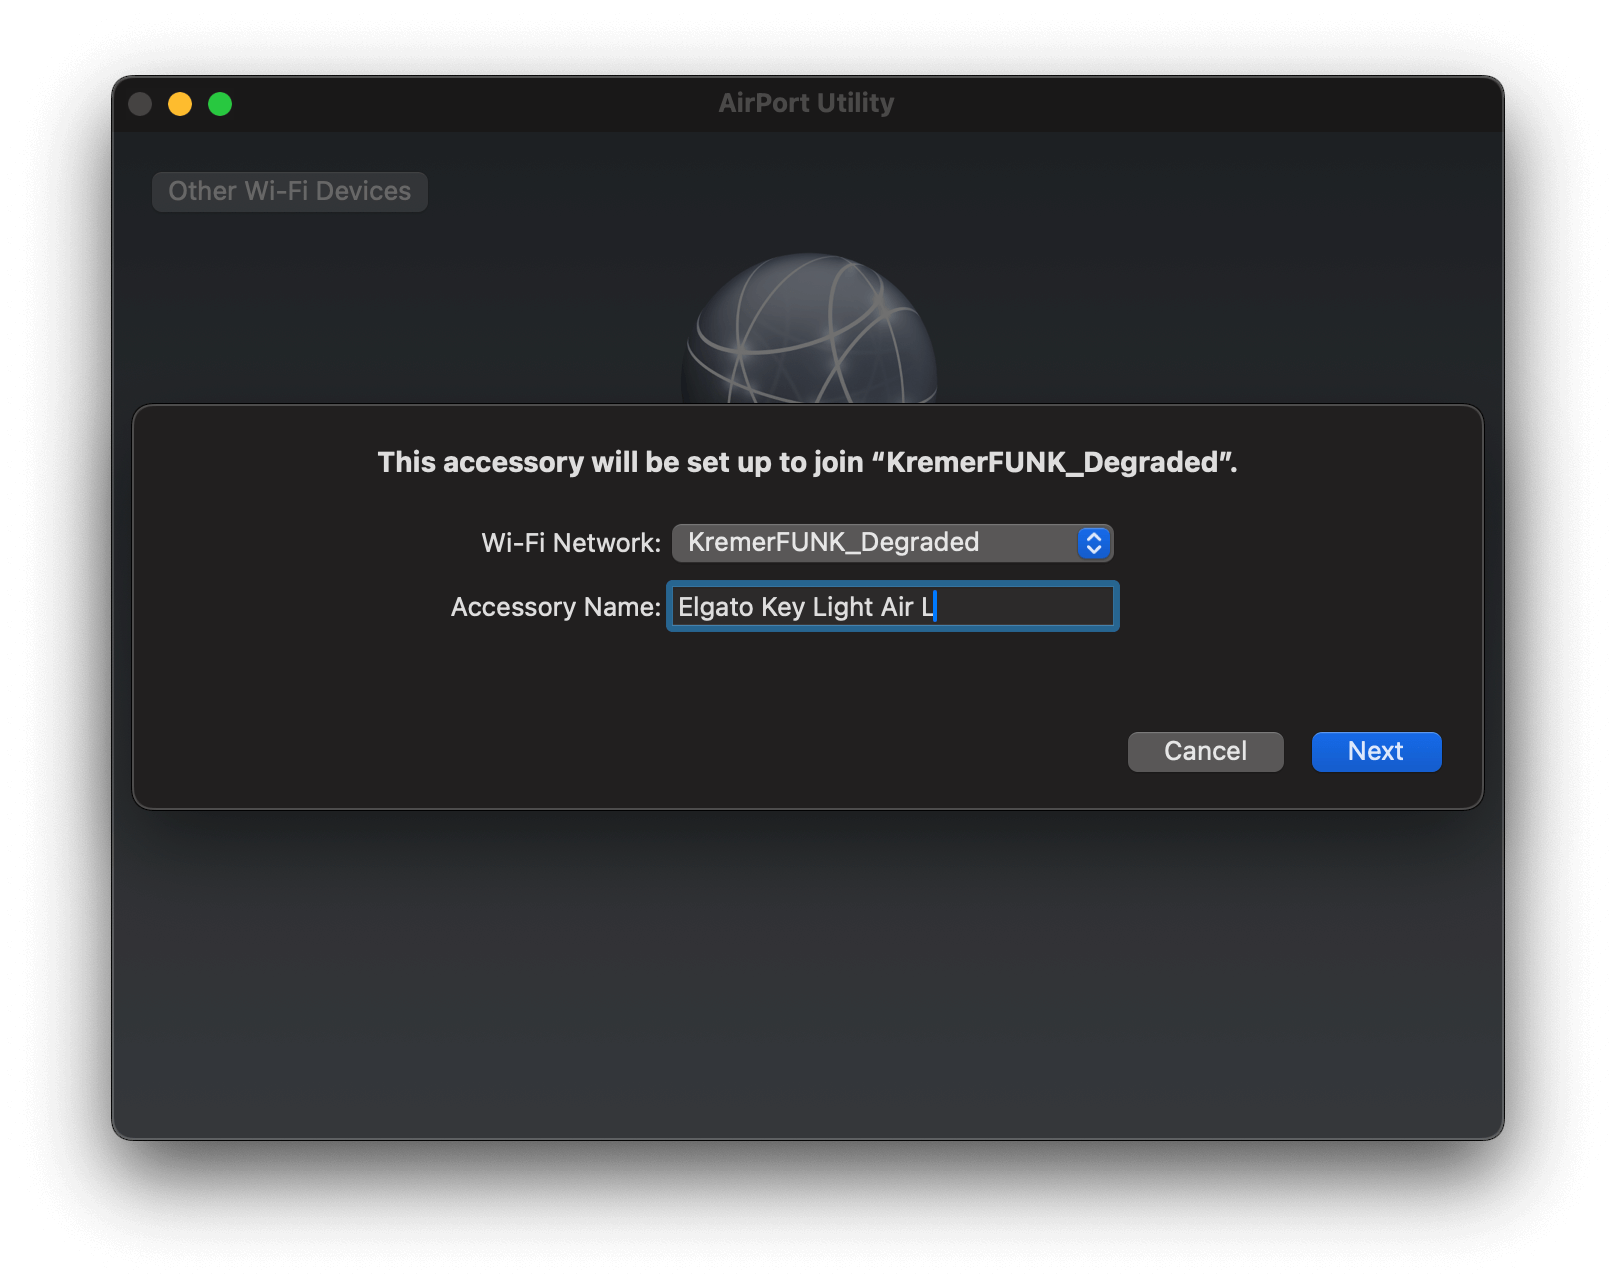 AirPort Utility
Other Wi-Fi Devices
This accessory will be set up to join “KremerFUNK_Degraded”.
Wi-Fi Network: KremerFUNK_Degraded
Accessory Name: Elgato Key Light Air L
Cancel Next